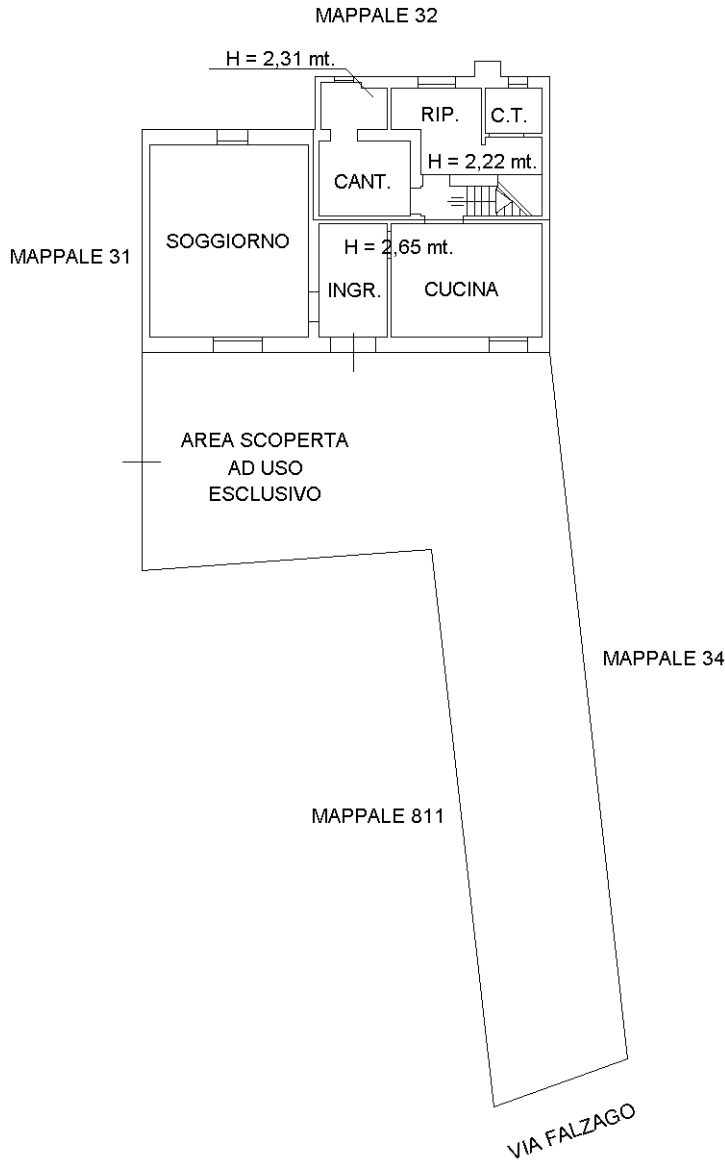 MAPPALE 32
H = 2,31 mt.
RIP.
C.T.
H = 2,22 mt.
CANT.
SOGGIORNO
H = 2,65 mt.
MAPPALE 31
INGR.
CUCINA
AREA SCOPERTA
AD USO
ESCLUSIVO
MAPPALE 34
MAPPALE 811
VIA FALZAGO